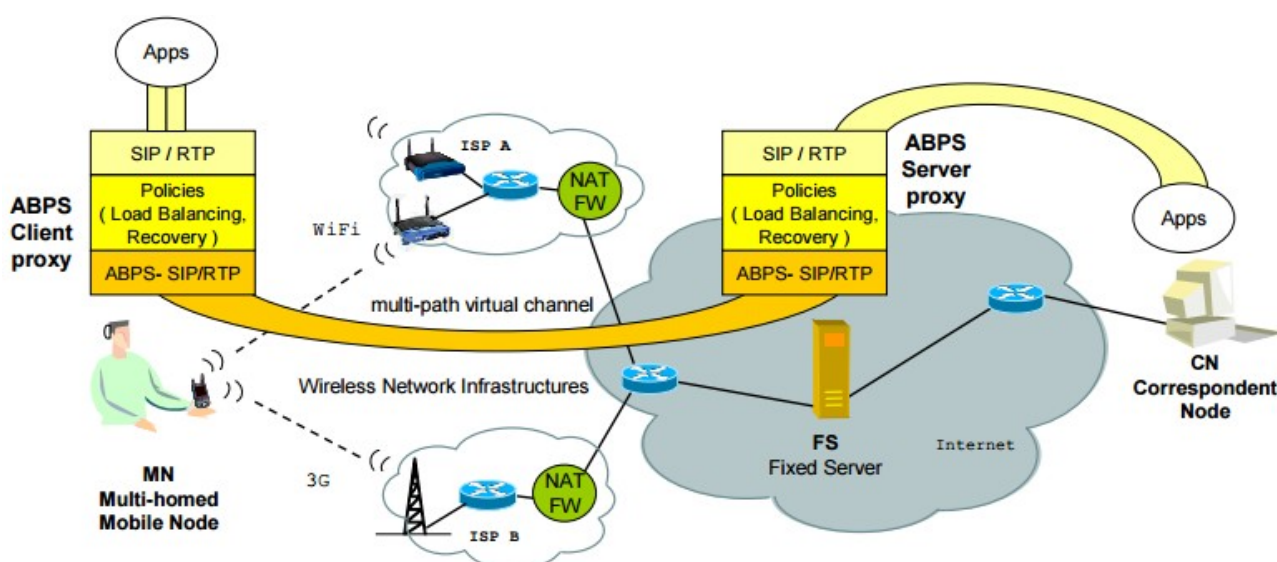 Apps
SIP / RTP
Policies
( Load Balancing,
Recovery )
ABPS- SIP/RTP
ABPS
Client
proxy
ISP A
NAT
FW
WiFi
multi-path virtual channel
Wireless Network Infrastructures
MN
Multi-homed
Mobile Node
3G
NAT
FW
ISP B
SIP / RTP
Policies
( Load Balancing,
Recovery )
ABPS- SIP/RTP
ABPS
Server
proxy
Apps
FS
Fixed Server
Internet
CN
Correspondent
Node